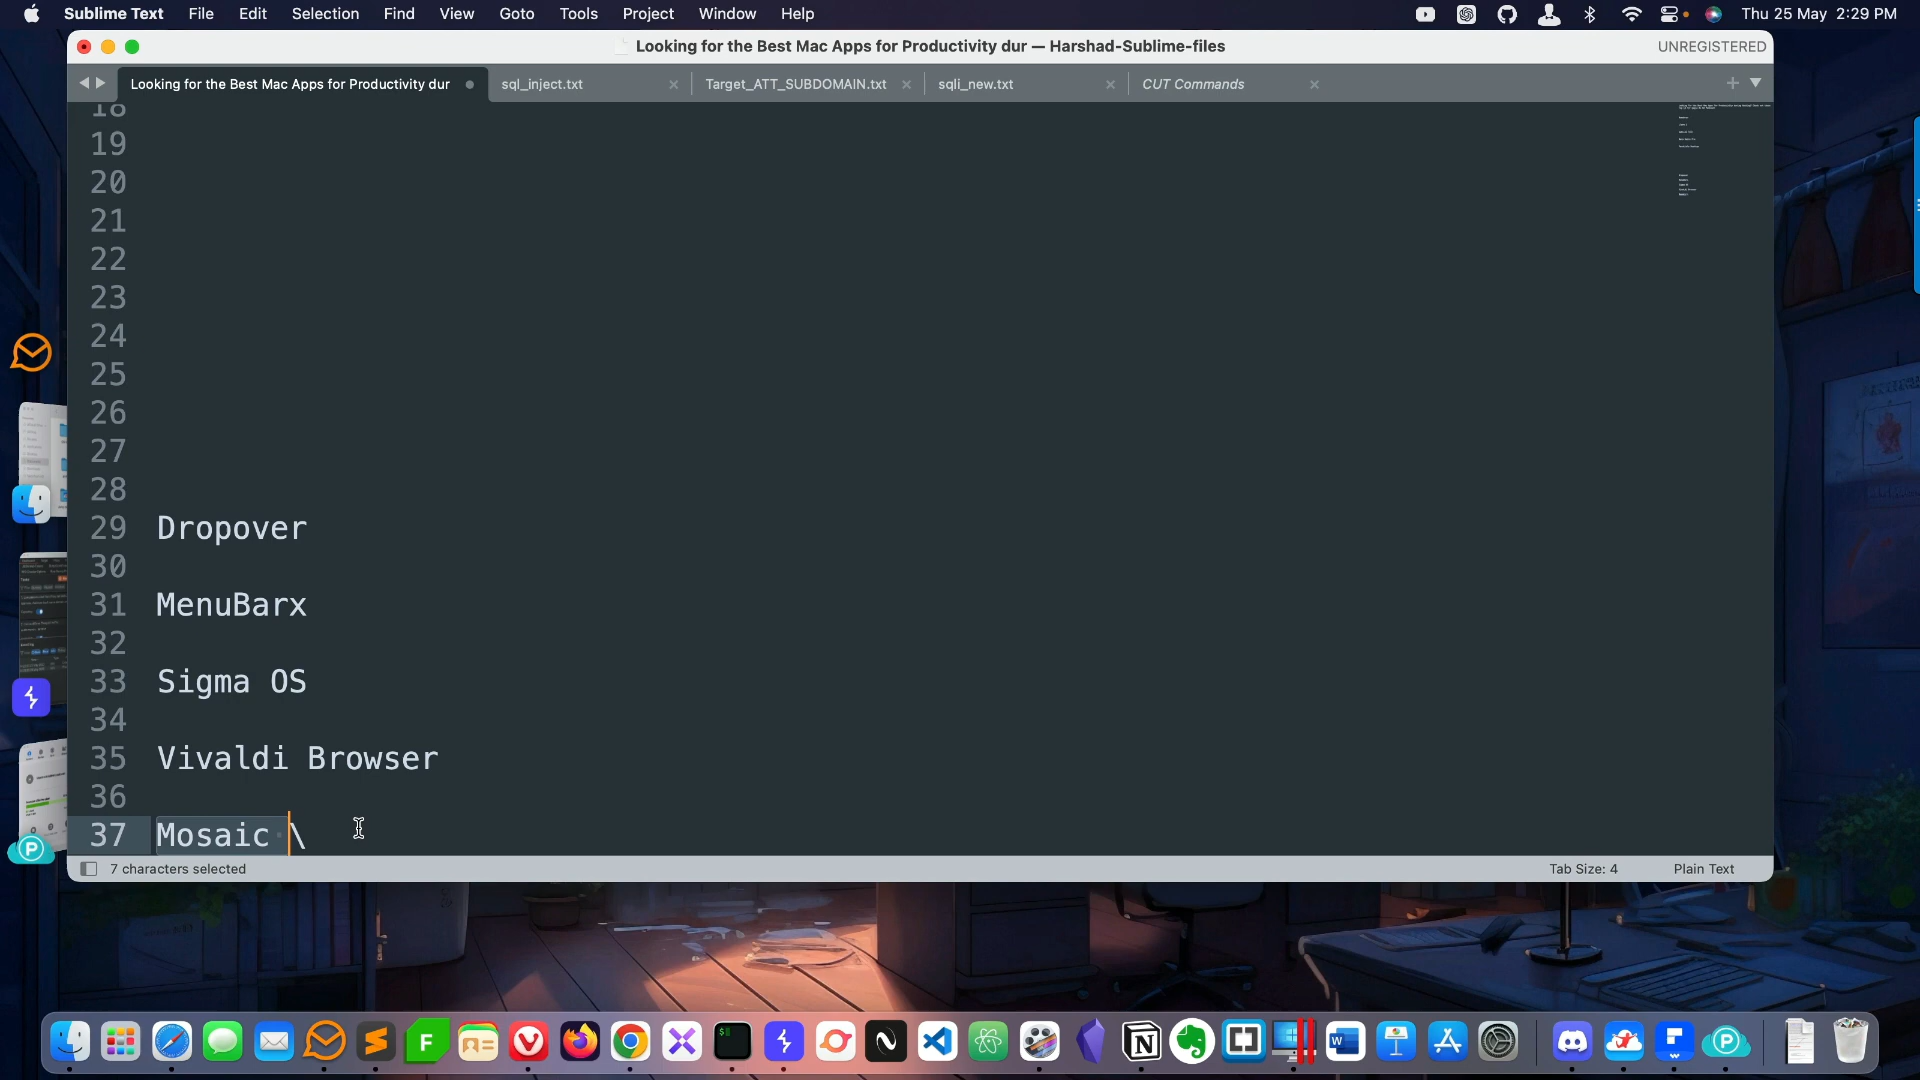 Sublime Text File Edit Selection Find View Goto Tools Project Window Help Thu 25 May 2:29 PM
Looking for the Best Mac Apps for Productivity dur — Harshad-Sublime-files UNREGISTERED
Looking for the Best Mac Apps for Productivity dur sql_inject.txt Target_ATT_SUBDOMAIN.txt sqli_new.txt CUT Commands
18
19
20
21
22
23
24
25
26
27
28
29 Dropover
30
31 MenuBarx
32
33 Sigma OS
34
35 Vivaldi Browser
36
37 Mosaic \
7 characters selected Tab Size: 4 Plain Text